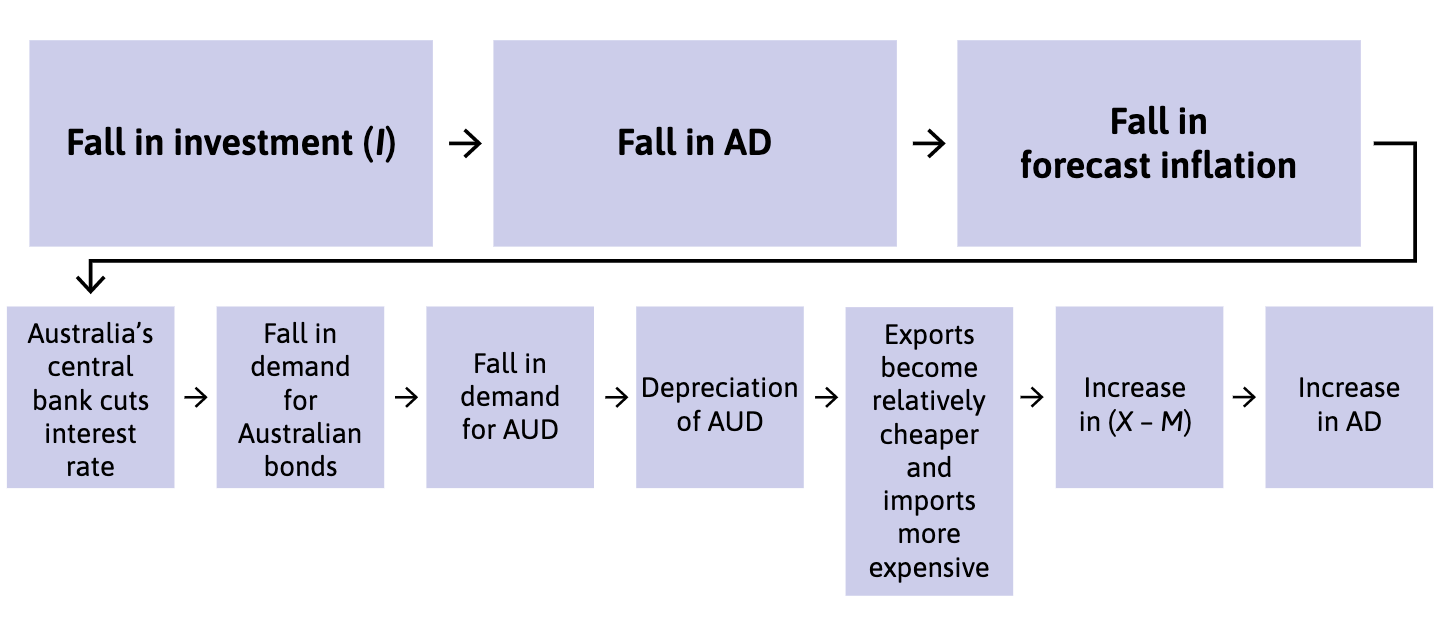 Fall in investment (I)
Fall in AD
Fall in
forecast inflation
Australia’s
central
bank cuts
interest
rate
Fall in
demand
for
Australian
bonds
Fall in
demand
for AUD
Depreciation
of AUD
Exports
become
relatively
cheaper
and
imports
more
expensive
Increase
in (X – M)
Increase
in AD